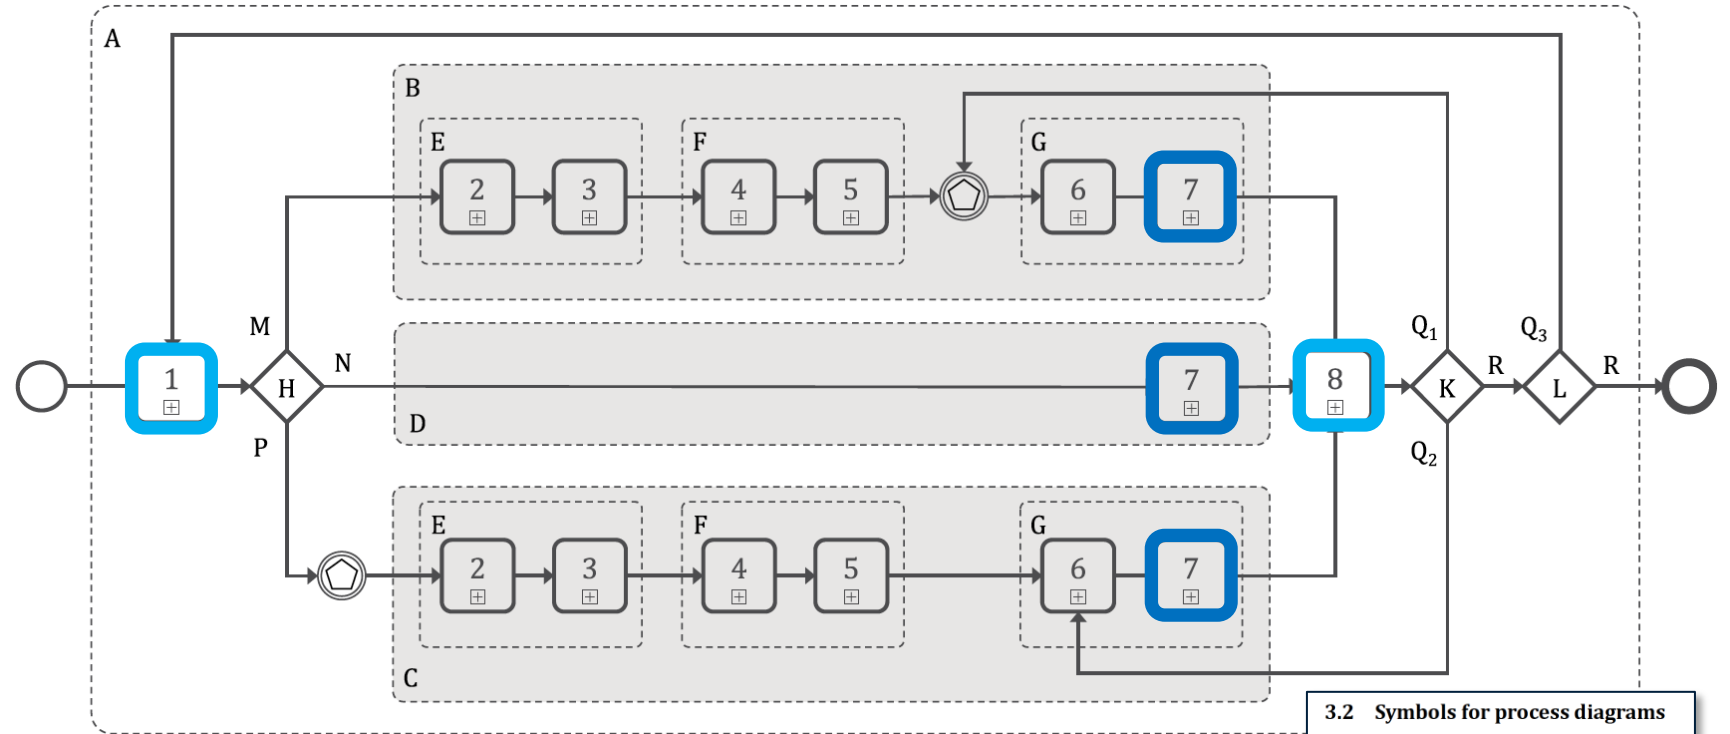 A
B
E
F
G
2
3
4
5
6
7
M
Q₁
Q₃
N
R
R
1
H
7
8
K
L
D
P
Q₂
E
F
G
2
3
4
5
6
7
C
3.2 Symbols for process diagrams